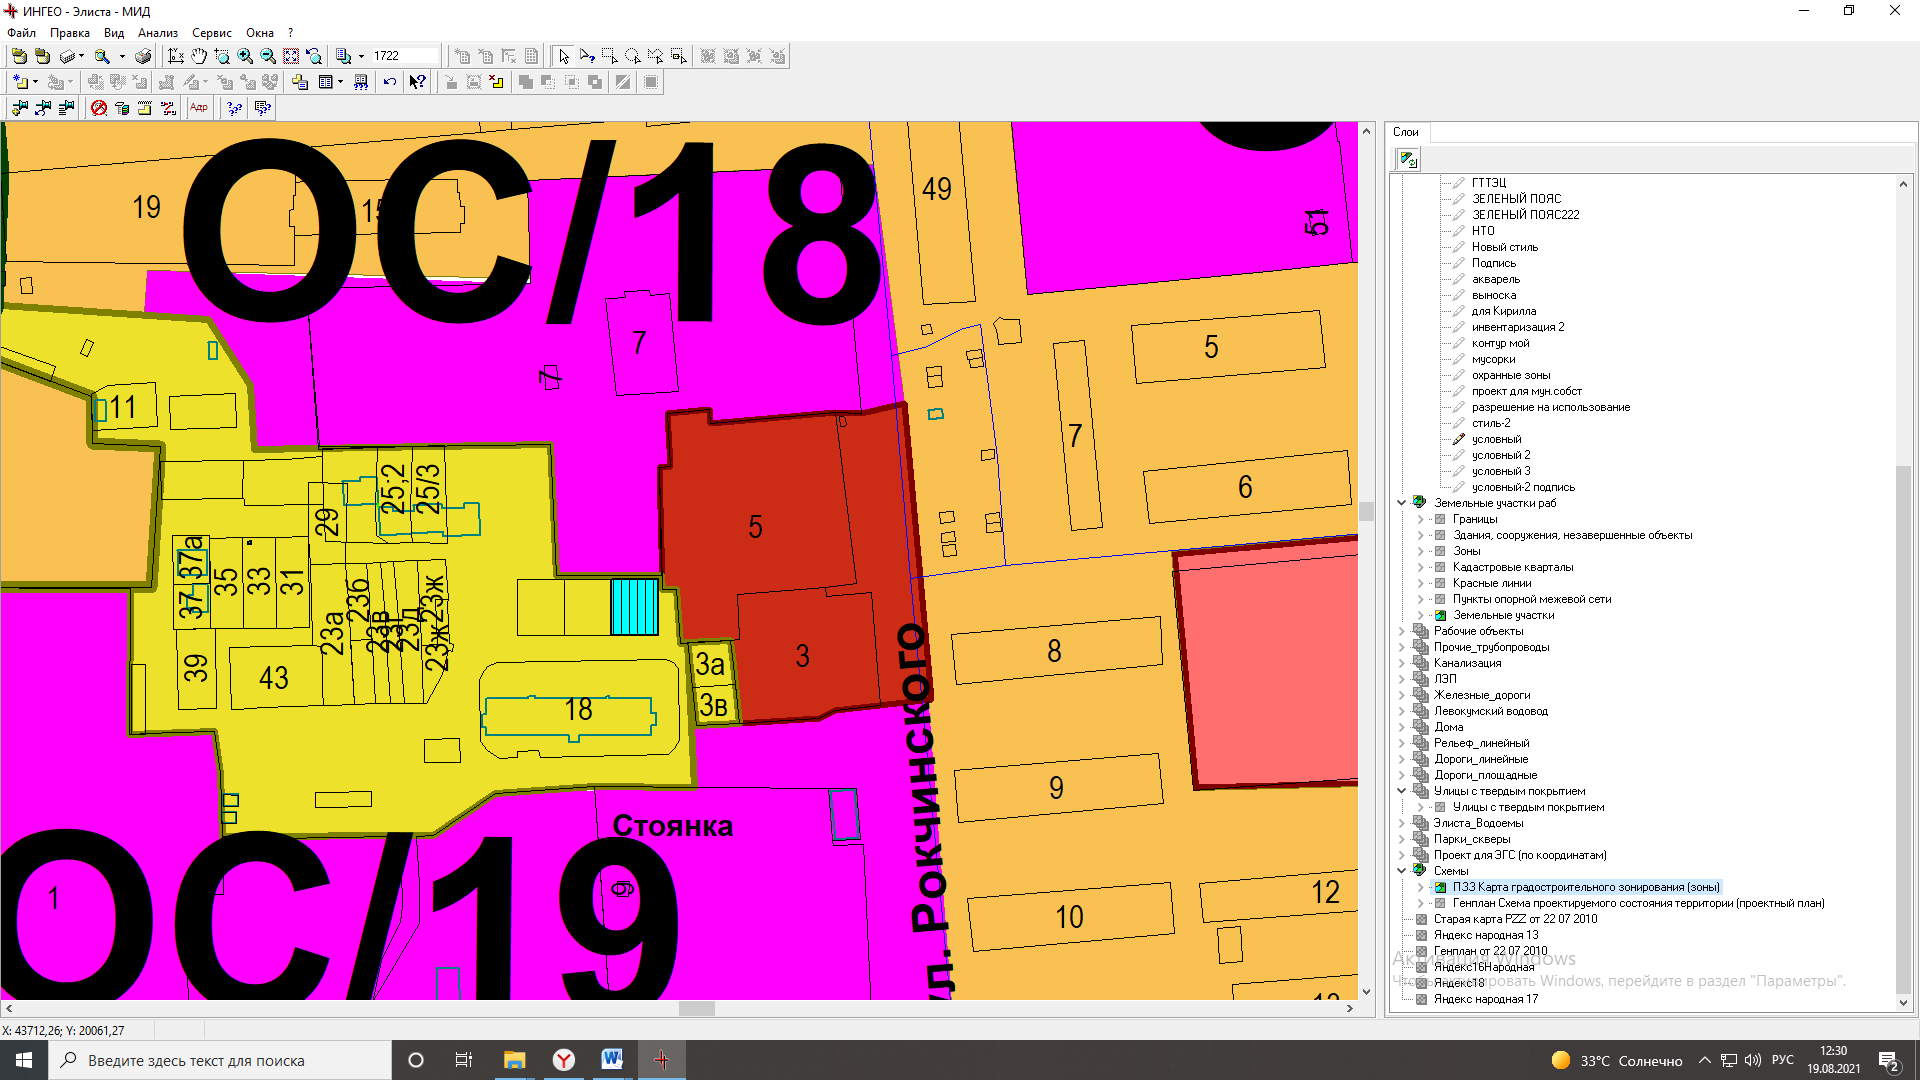 ИНГЕО - Элиста - МИД
Файл Правка Вид Анализ Сервис Окна ?
1722
Адр
Слои
ГТТЭЦ
ЗЕЛЕНЫЙ ПОЯС
ЗЕЛЕНЫЙ ПОЯС222
НТО
Новый стиль
Подпись
акварель
выноска
для Кирилла
инвентаризация 2
контур мой
мусорки
охранные зоны
проект для мун.собст
разрешение на использование
стиль-2
условный
условный 2
условный 3
условный-2 подпись
Земельные участки раб
Границы
Здания, сооружения, незавершенные объекты
Зоны
Кадастровые кварталы
Красные линии
Пункты опорной межевой сети
Земельные участки
Рабочие объекты
Прочие_трубопроводы
Канализация
ЛЭП
Железные_дороги
Левокумский водовод
Дома
Рельеф_линейный
Дороги_линейные
Дороги_площадные
Улицы с твердым покрытием
Улицы с твердым покрытием
Элиста_Водоемы
Парки_скверы
Проект для ЭГС (по координатам)
Схемы
ПЗЗ Карта градостроительного зонирования (зоны)
Генплан Схема проектируемого состояния территории (проектный план)
Старая карта PZZ от 22 07 2010
Яндекс народная 13
Генплан от 22 07 2010
Яндекс16Народная
Яндекс18
Яндекс народная 17
Активация Windows
Чтобы активировать Windows, перейдите в раздел "Параметры".
ОС/18
19
15
49
51
7
7
5
11
7
6
25;2
25/3
29
5
37а
37
35
33
31
23а
23б
23в
23д
23ж
23ж
39
43
18
3а
3в
3
8
ул. Рокчинского
9
Стоянка
ОС/19
1
9
10
12
X: 43712,26; Y: 20061,27
Введите здесь текст для поиска
33°C Солнечно
РУС
12:30
19.08.2021
2